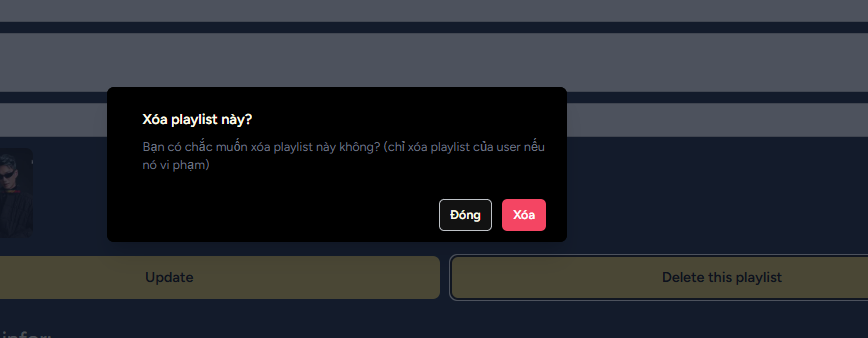 Xóa playlist này?
Bạn có chắc muốn xóa playlist này không? (chỉ xóa playlist của user nếu
nó vi phạm)
Đóng
Xóa
Update
Delete this playlist